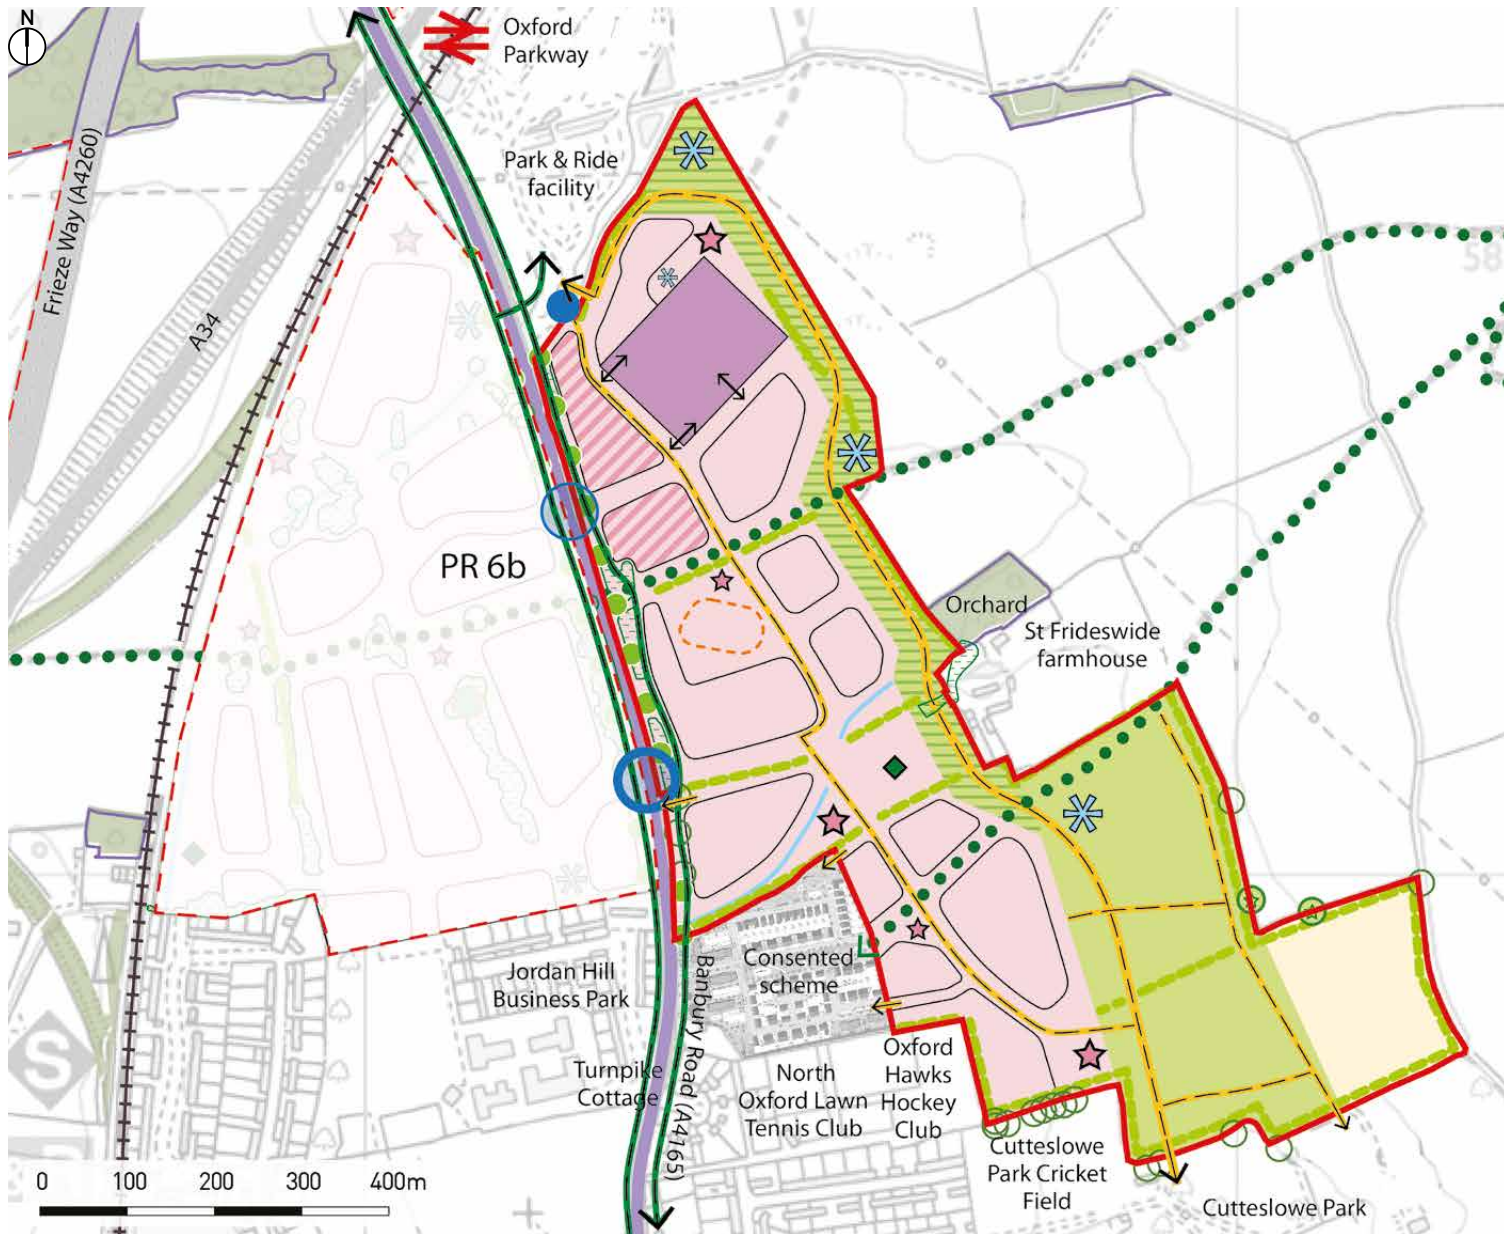 N
Oxford
Parkway
Frieze Way (A4260)
A34
Park & Ride
facility
58
PR 6b
Orchard
St Frideswide
farmhouse
Consented
scheme
Jordan Hill
Business Park
Banbury Road (A4165)
Turnpike
Cottage
North
Oxford Lawn
Tennis Club
Oxford
Hawks
Hockey
Club
Cutteslowe
Park Cricket
Field
Cutteslowe Park
S
0 100 200 300 400m